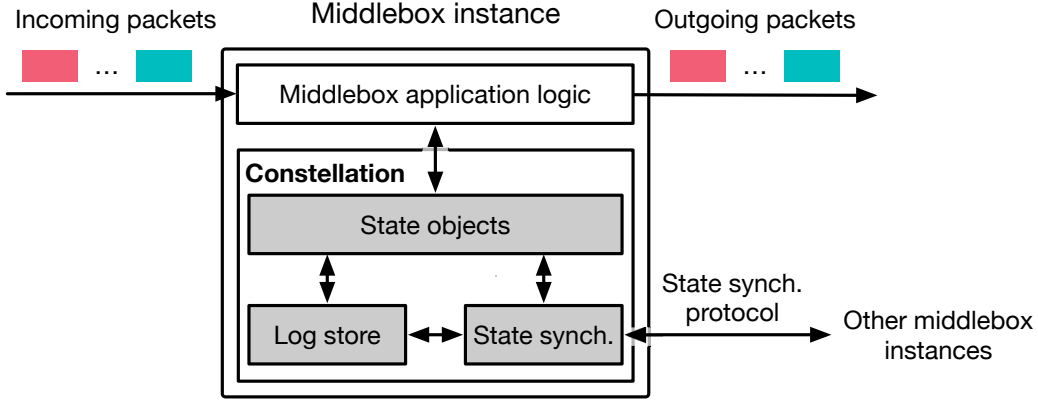 Incoming packets
Middlebox instance
Outgoing packets
...
...
Middlebox application logic
Constellation
State objects
Log store
State synch.
State synch.
protocol
Other middlebox
instances